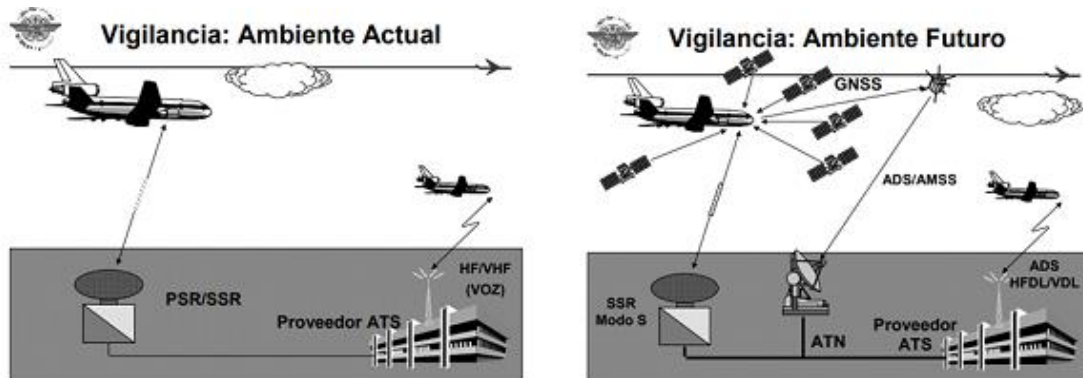 Vigilancia: Ambiente Actual
PSR/SSR
HF/VHF
(VOZ)
Proveedor ATS
Vigilancia: Ambiente Futuro
GNSS
ADS/AMSS
SSR
Modo S
ATN
Proveedor
ATS
ADS
HFDL/VDL